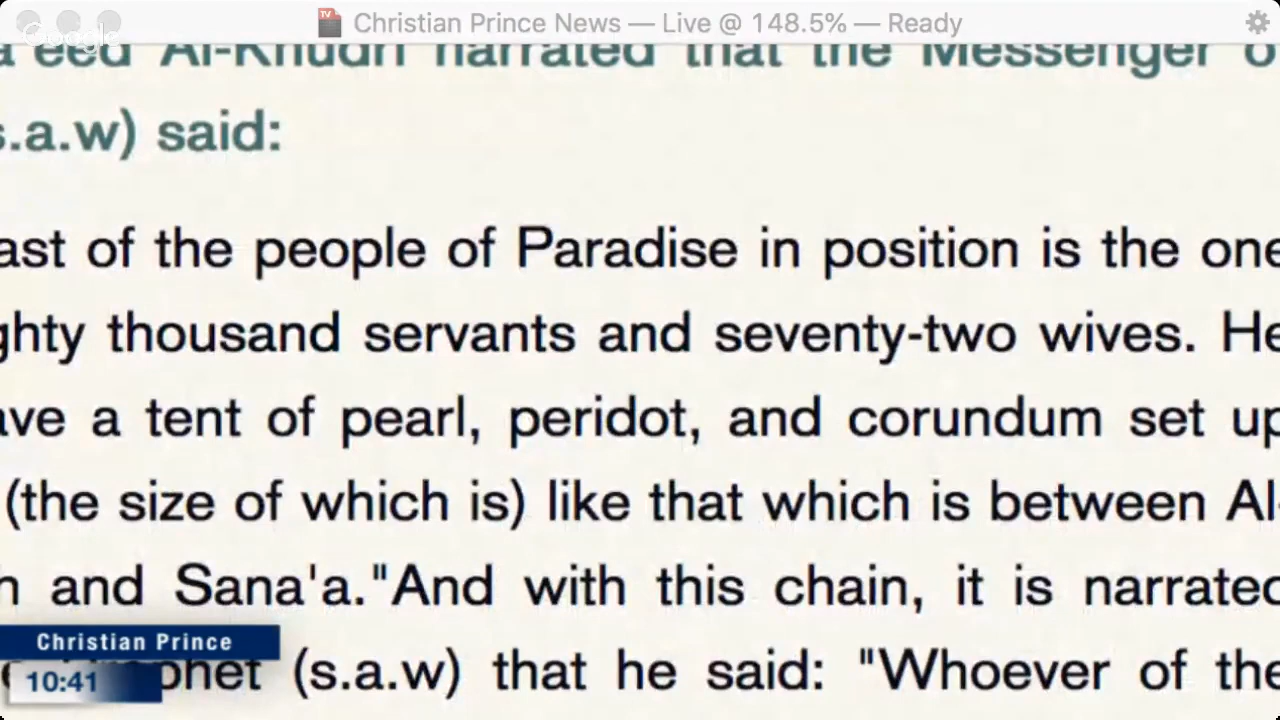 Christian Prince News — Live @ 148.5% — Ready
Google
a'eed Al-Khudri narrated that the Messenger o
s.a.w) said:
ast of the people of Paradise in position is the one
ghty thousand servants and seventy-two wives. He
ave a tent of pearl, peridot, and corundum set up
(the size of which is) like that which is between Al-
h and Sana'a."And with this chain, it is narrated
Christian Prince
ophet (s.a.w) that he said: "Whoever of the
10:41